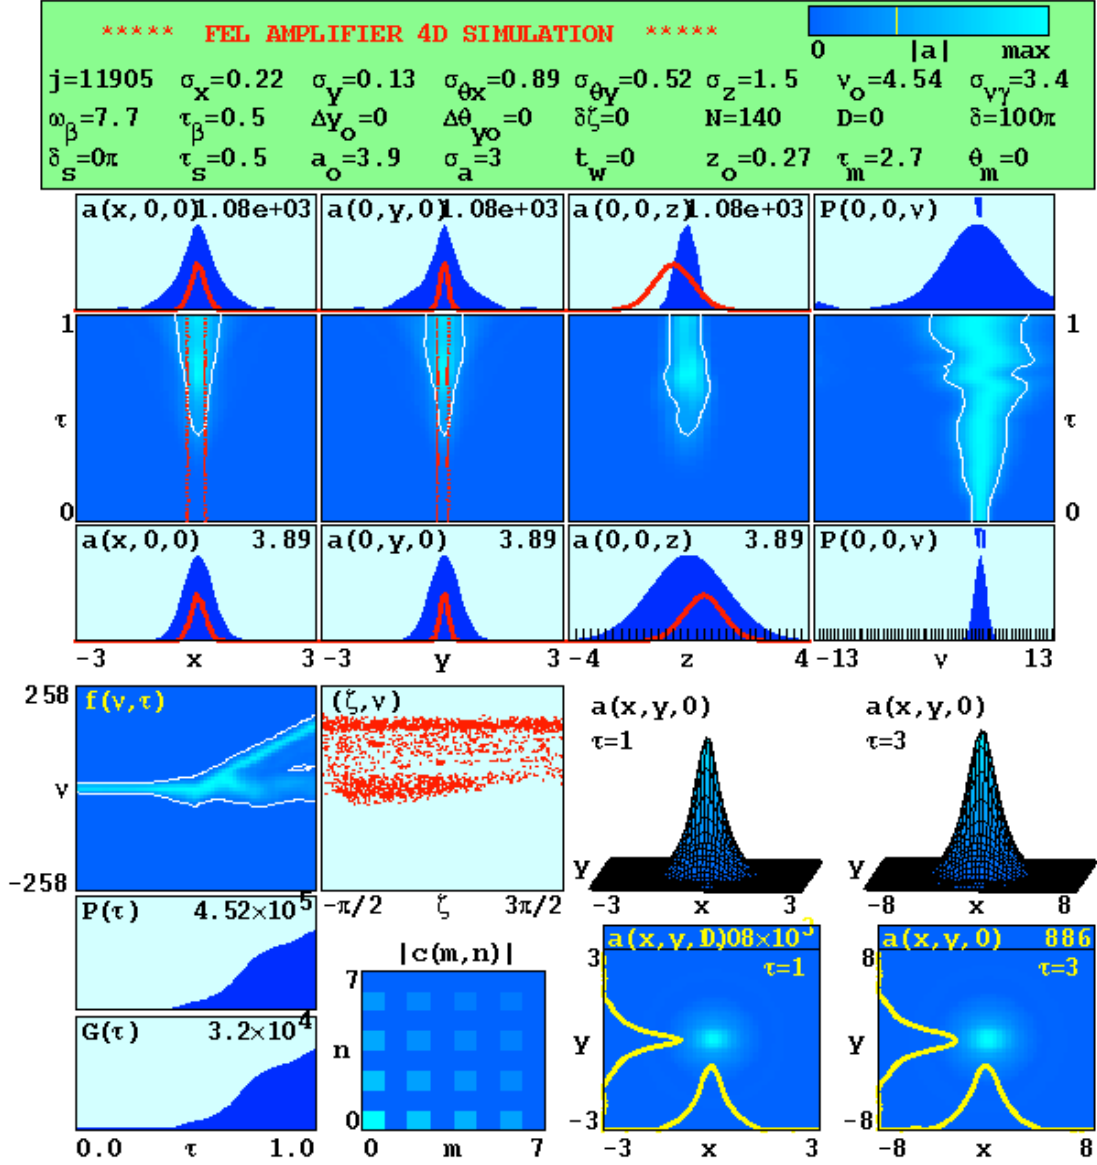 ***** FEL AMPLIFIER 4D SIMULATION *****
0 |a| max
j=11905 σx=0.22 σy=0.13 σθx=0.89 σθy=0.52 σz=1.5 νo=4.54 σνγ=3.4
ωβ=7.7 τβ=0.5 ΔYo=0 Δθyo=0 δζ=0 N=140 D=0 δ=100π
δs=0π τs=0.5 ao=3.9 σa=3 tw=0 zo=0.27 τm=2.7 θm=0
a(x,0,0) 1.08e+03 a(0,y,0) 1.08e+03 a(0,0,z) 1.08e+03 P(0,0,ν)
1 1
τ τ
0 0
a(x,0,0) 3.89 a(0,y,0) 3.89 a(0,0,z) 3.89 P(0,0,ν)
-3 x 3 -3 y 3 -4 z 4 -13 ν 13
258 f(ν,τ) (ζ,ν) a(x,y,0) a(x,y,0)
τ=1 τ=3
ν
y y
-258
-π/2 ζ 3π/2 -3 x 3 -8 x 8
P(τ) 4.52×10^5
|c(m,n)| a(x,y,0) 1.08×10^3 a(x,y,0) 886
7 3 τ=1 8 τ=3
G(τ) 3.2×10^4
n y y
0 -3 -8
0.0 τ 1.0 0 m 7 -3 x 3 -8 x 8